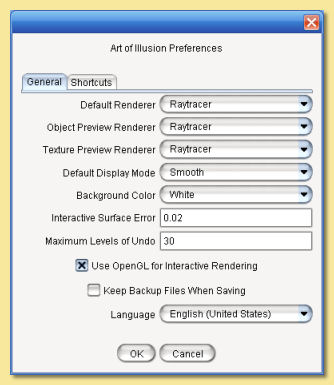 Art of Illusion Preferences
General Shortcuts
Default Renderer Raytracer
Object Preview Renderer Raytracer
Texture Preview Renderer Raytracer
Default Display Mode Smooth
Background Color White
Interactive Surface Error 0.02
Maximum Levels of Undo 30
Use OpenGL for Interactive Rendering
Keep Backup Files When Saving
Language English (United States)
OK Cancel